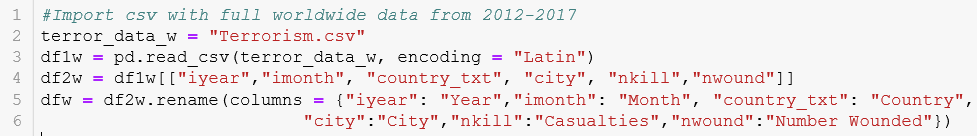 1 #Import csv with full worldwide data from 2012-2017
2 terror_data_w = "Terrorism.csv"
3 df1w = pd.read_csv(terror_data_w, encoding = "Latin")
4 df2w = df1w[["iyear","imonth", "country_txt", "city", "nkill","nwound"]]
5 dfw = df2w.rename(columns = {"iyear": "Year","imonth": "Month", "country_txt": "Country",
6 "city":"City","nkill":"Casualties","nwound":"Number Wounded"})